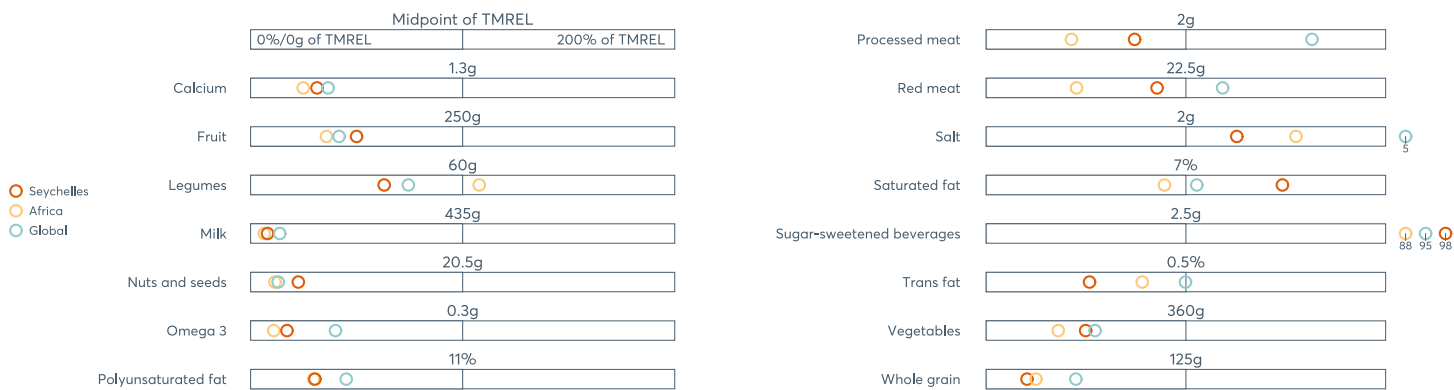 Midpoint of TMREL
0%/0g of TMREL 200% of TMREL
1.3g
Calcium
250g
Fruit
60g
Legumes
435g
Milk
20.5g
Nuts and seeds
0.3g
Omega 3
11%
Polyunsaturated fat
Seychelles
Africa
Global
2g
Processed meat
22.5g
Red meat
2g
Salt
5
7%
Saturated fat
2.5g
Sugar-sweetened beverages
88 95 98
0.5%
Trans fat
360g
Vegetables
125g
Whole grain